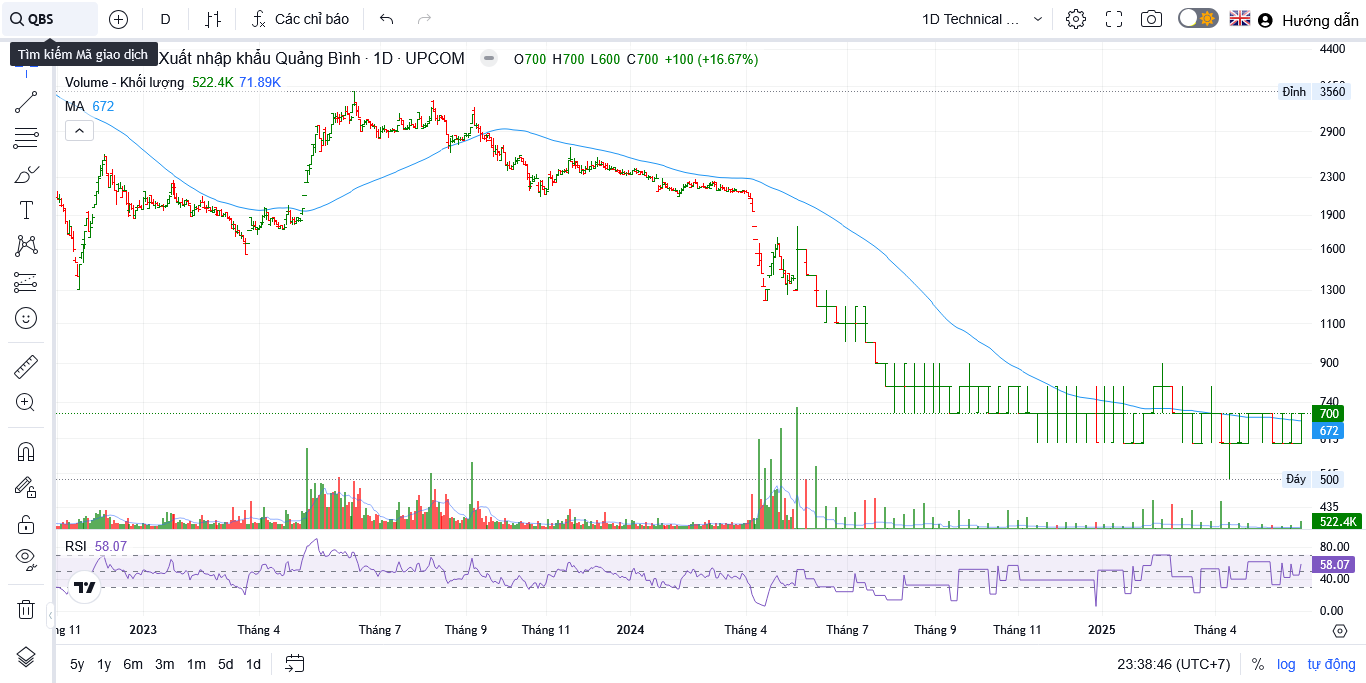 QBS
D
Các chỉ báo
1D Technical ...
Hướng dẫn
Tìm kiếm Mã giao dịch
Xuất nhập khẩu Quảng Bình · 1D · UPCOM
O700 H700 L600 C700 +100 (+16.67%)
Volume - Khối lượng 522.4K 71.89K
MA 672
4400
Đỉnh 3560
2900
2300
1900
1600
1300
1100
900
740
700
672
Đáy 500
435
522.4K
RSI 58.07
80.00
58.07
40.00
0.00
ng 11 2023 Tháng 4 Tháng 7 Tháng 9 Tháng 11 2024 Tháng 4 Tháng 7 Tháng 9 Tháng 11 2025 Tháng 4
5y 1y 6m 3m 1m 5d 1d
23:38:46 (UTC+7) % log tự động